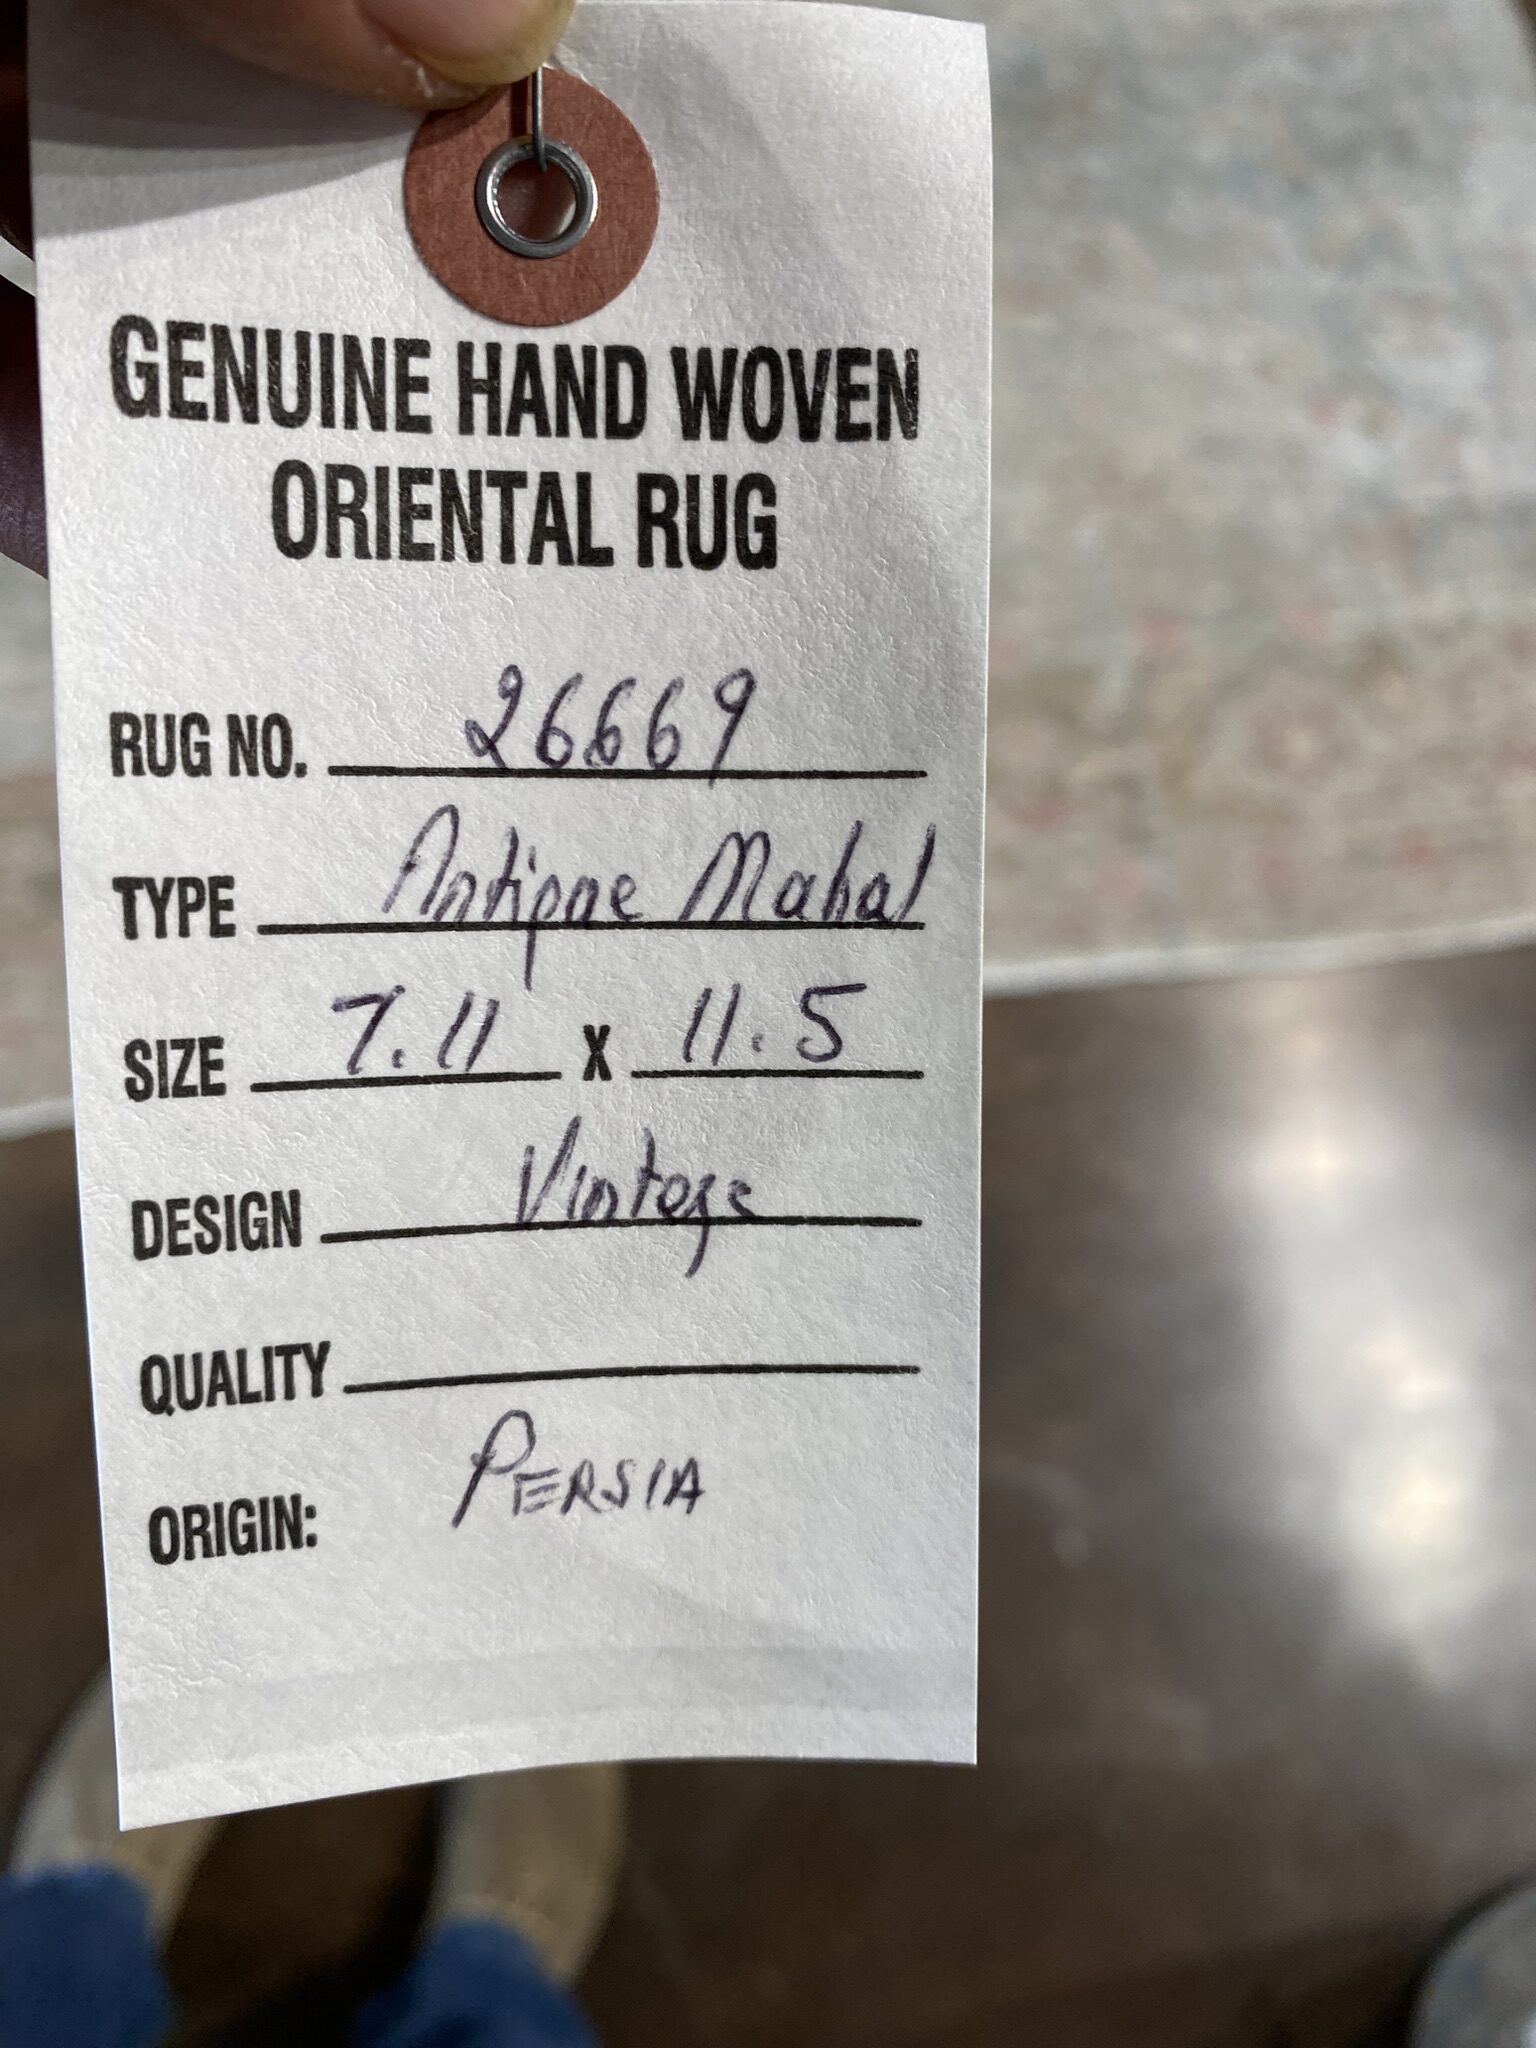 GENUINE HAND WOVEN
ORIENTAL RUG
RUG NO. 26669
TYPE Antique Mahal
SIZE 7.11 X 11.5
DESIGN Vintege
QUALITY
ORIGIN: PERSIA